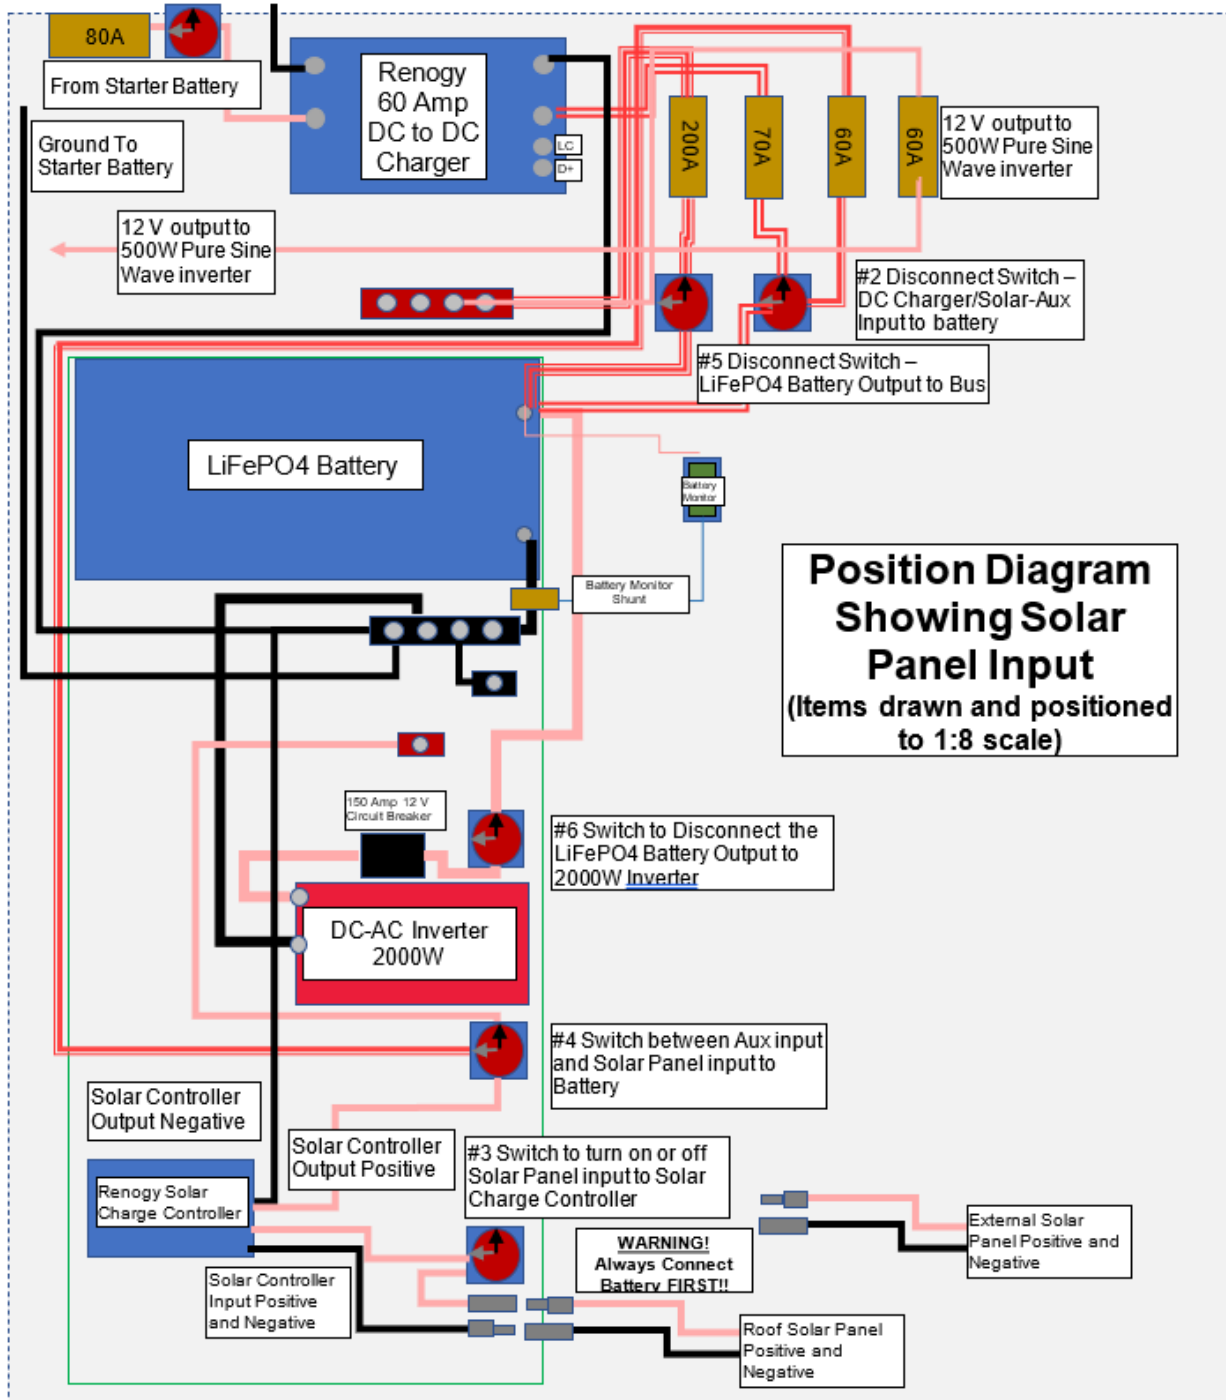 80A
From Starter Battery
Ground To
Starter Battery
Renogy
60 Amp
DC to DC
Charger
LC
D+
200A
70A
60A
60A
12 V output to
500W Pure Sine
Wave inverter
12 V output to
500W Pure Sine
Wave inverter
#2 Disconnect Switch –
DC Charger/Solar-Aux
Input to battery
#5 Disconnect Switch –
LiFePO4 Battery Output to Bus
LiFePO4 Battery
Battery
Monitor
Battery Monitor
Shunt
Position Diagram
Showing Solar
Panel Input
(Items drawn and positioned
to 1:8 scale)
150 Amp 12 V
Circuit Breaker
#6 Switch to Disconnect the
LiFePO4 Battery Output to
2000W Inverter
DC-AC Inverter
2000W
#4 Switch between Aux input
and Solar Panel input to
Battery
Solar Controller
Output Negative
Solar Controller
Output Positive
#3 Switch to turn on or off
Solar Panel input to Solar
Charge Controller
Renogy Solar
Charge Controller
WARNING!
Always Connect
Battery FIRST!!
External Solar
Panel Positive and
Negative
Solar Controller
Input Positive
and Negative
Roof Solar Panel
Positive and
Negative